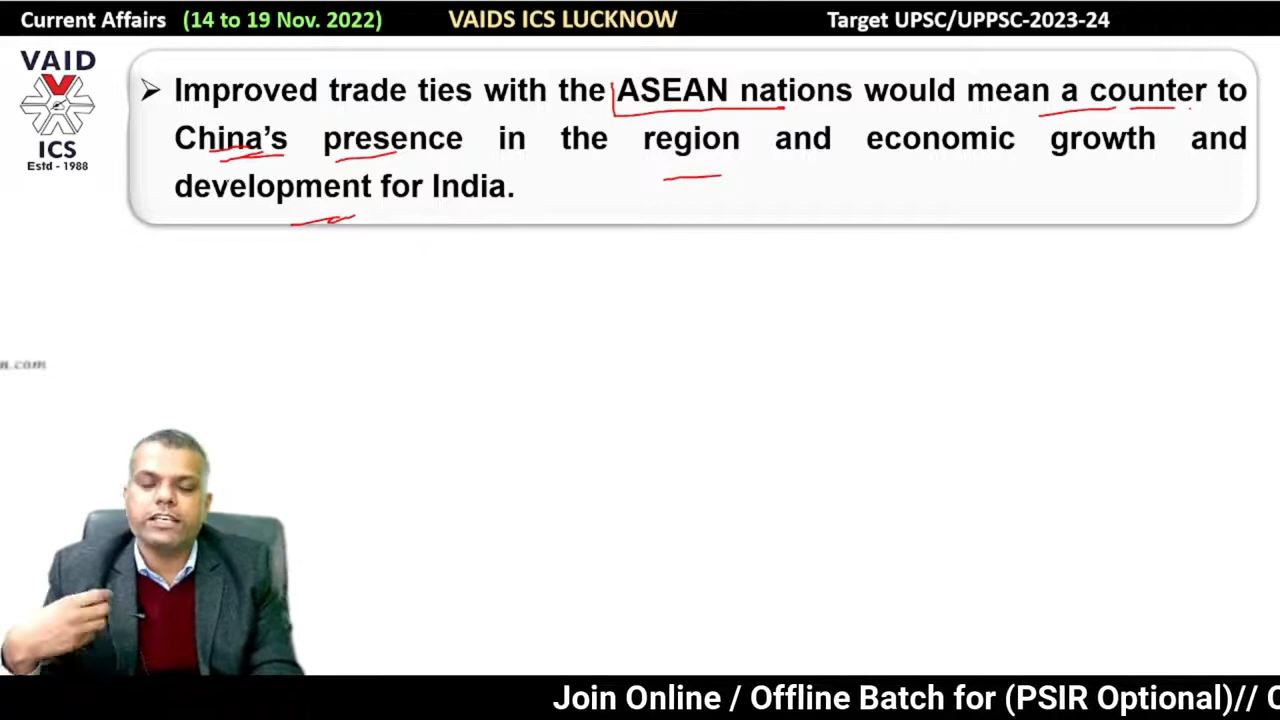 Current Affairs (14 to 19 Nov. 2022) VAIDS ICS LUCKNOW Target UPSC/UPPSC-2023-24
VAID
ICS
Estd - 1988
Improved trade ties with the ASEAN nations would mean a counter to
China's presence in the region and economic growth and
development for India.
n.com
Join Online / Offline Batch for (PSIR Optional)// C